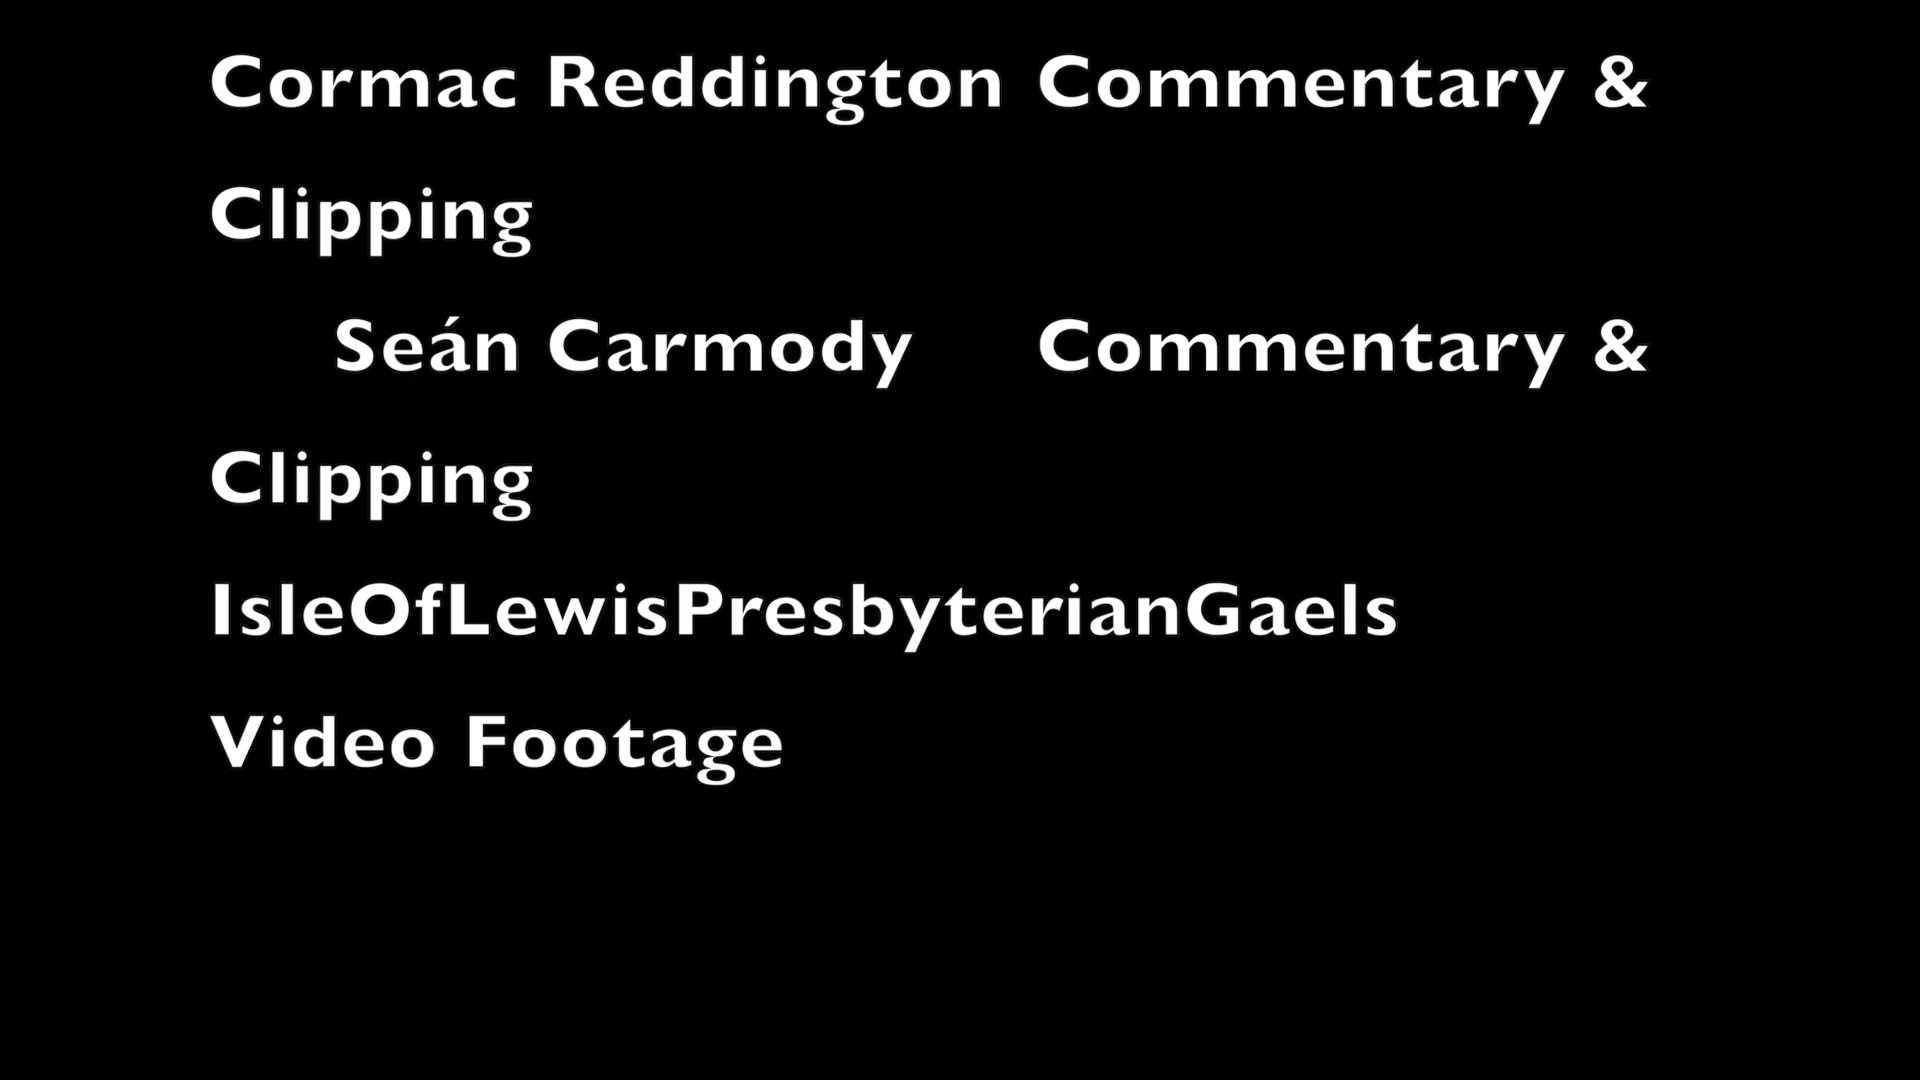 Cormac Reddington Commentary &
Clipping
Seán Carmody Commentary &
Clipping
IsleOfLewisPresbyterianGaels
Video Footage